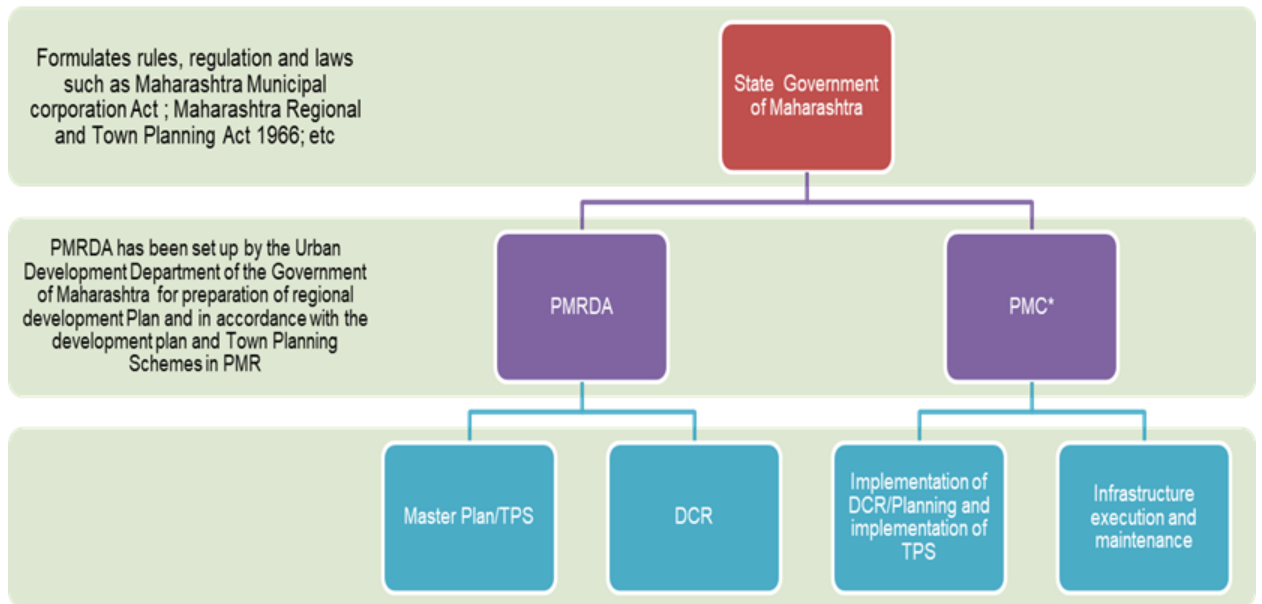 Formulates rules, regulation and laws
such as Maharashtra Municipal
corporation Act ; Maharashtra Regional
and Town Planning Act 1966; etc
State Government
of Maharashtra
PMRDA has been set up by the Urban
Development Department of the Government
of Maharashtra for preparation of regional
development Plan and in accordance with the
development plan and Town Planning
Schemes in PMR
PMRDA
PMC*
Master Plan/TPS
DCR
Implementation of
DCR/Planning and
implementation of
TPS
Infrastructure
execution and
maintenance